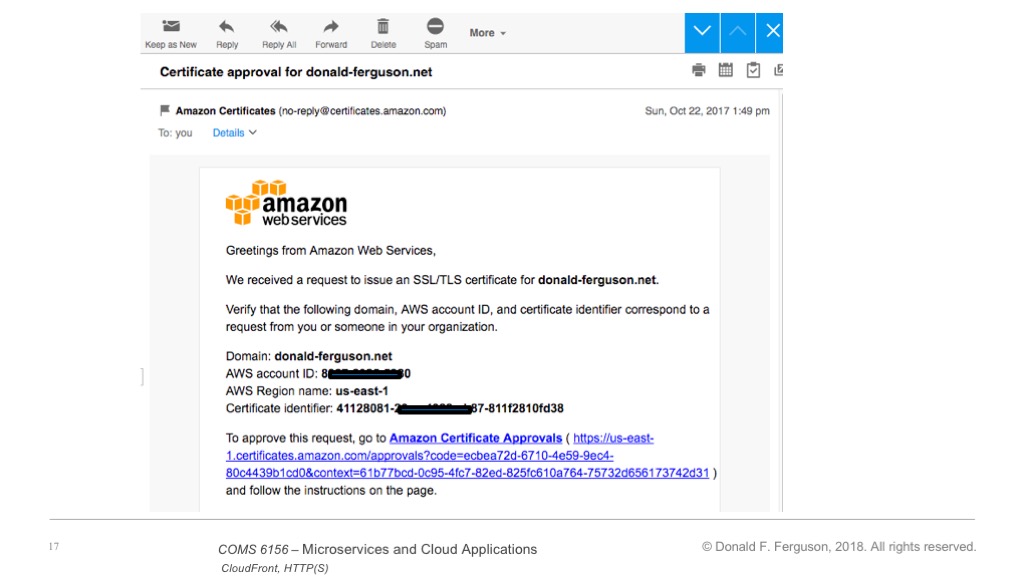 Keep as New Reply Reply All Forward Delete Spam More
Certificate approval for donald-ferguson.net
Amazon Certificates (no-reply@certificates.amazon.com) Sun, Oct 22, 2017 1:49 pm
To: you Details
amazon
webservices
Greetings from Amazon Web Services,
We received a request to issue an SSL/TLS certificate for donald-ferguson.net.
Verify that the following domain, AWS account ID, and certificate identifier correspond to a
request from you or someone in your organization.
Domain: donald-ferguson.net
AWS account ID: 8 0
AWS Region name: us-east-1
Certificate identifier: 41128081-2 87-811f2810fd38
To approve this request, go to Amazon Certificate Approvals ( https://us-east-
1.certificates.amazon.com/approvals?code=ecbea72d-6710-4e59-9ec4-
80c4439b1cd0&context=61b77bcd-0c95-4fc7-82ed-825fc610a764-75732d656173742d31 )
and follow the instructions on the page.
17
COMS 6156 – Microservices and Cloud Applications
CloudFront, HTTP(S)
© Donald F. Ferguson, 2018. All rights reserved.